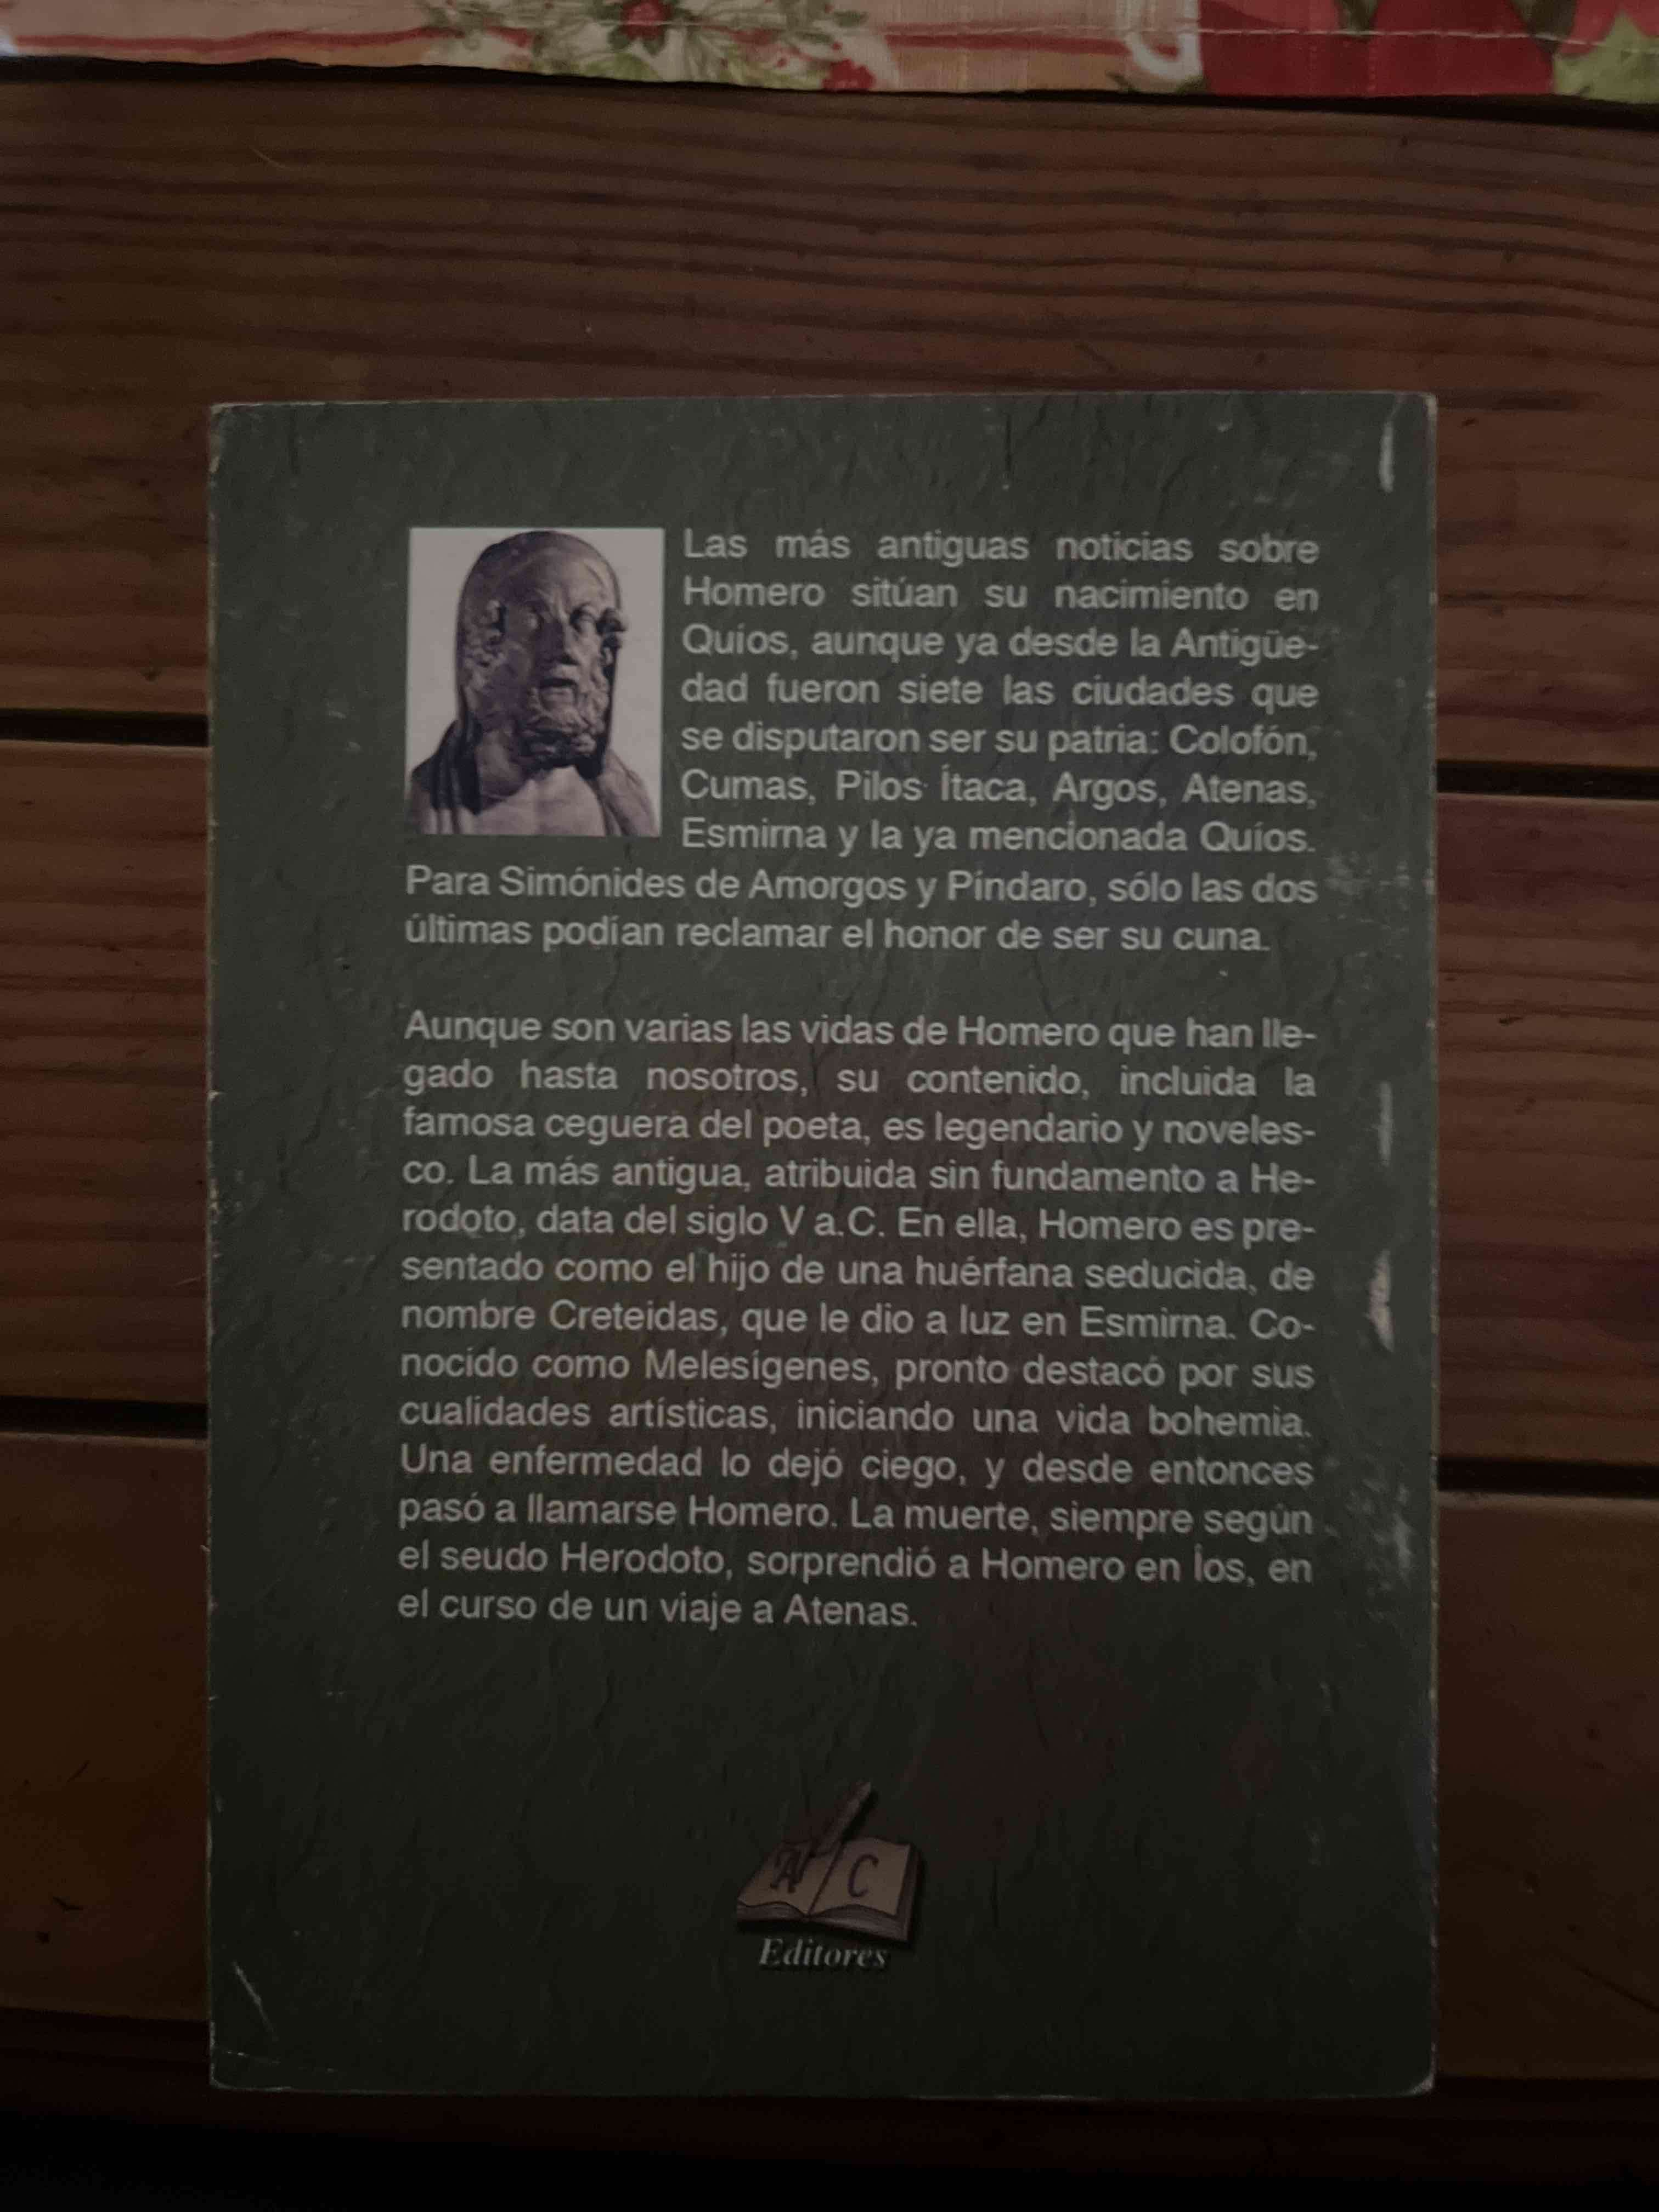 Las más antiguas noticias sobre
Homero sitúan su nacimiento en
Quíos, aunque ya desde la Antigüe-
dad fueron siete las ciudades que
se disputaron ser su patria: Colofón,
Cumas, Pilos Ítaca, Argos, Atenas,
Esmirna y la ya mencionada Quíos.
Para Simónides de Amorgos y Píndaro, sólo las dos
últimas podían reclamar el honor de ser su cuna.
Aunque son varias las vidas de Homero que han lle-
gado hasta nosotros, su contenido, incluida la
famosa ceguera del poeta, es legendario y noveles-
co. La más antigua, atribuida sin fundamento a He-
rodoto, data del siglo V a.C. En ella, Homero es pre-
sentado como el hijo de una huérfana seducida, de
nombre Creteidas, que le dio a luz en Esmirna. Co-
nocido como Melesígenes, pronto destacó por sus
cualidades artísticas, iniciando una vida bohemia.
Una enfermedad lo dejó ciego, y desde entonces
pasó a llamarse Homero. La muerte, siempre según
el seudo Herodoto, sorprendió a Homero en Íos, en
el curso de un viaje a Atenas.
A C
Editores